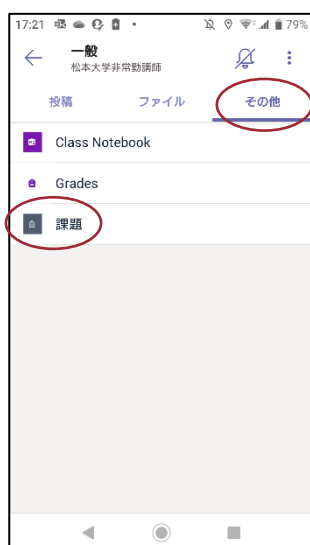 17:21 79%
一般
松本大学非常勤講師
投稿 ファイル その他
Class Notebook
Grades
課題